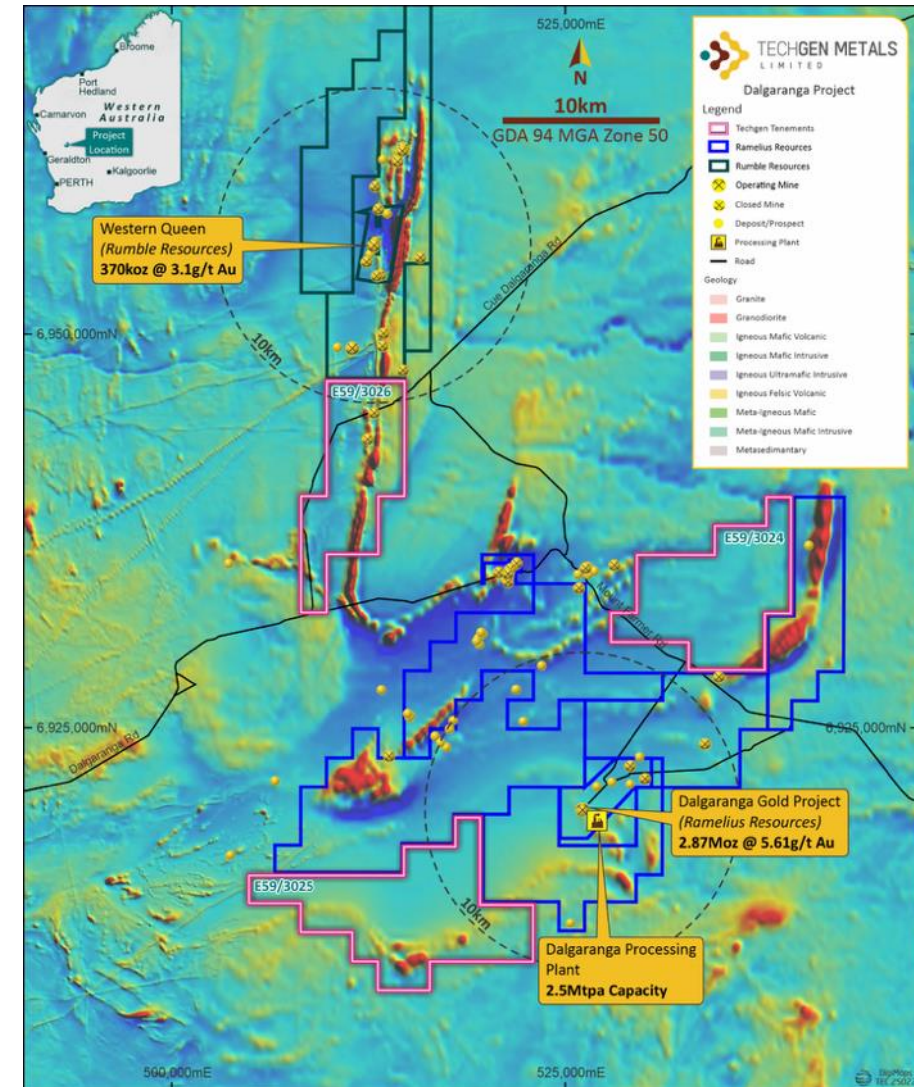 525,000mE
Broome
Port
Hedland
Western
Australia
Carnarvon
Project
Location
Geraldton
Kalgoorlie
PERTH
N
10km
GDA 94 MGA Zone 50
TECHGEN METALS
LIMITED
Dalgaranga Project
Legend
Techgen Tenements
Ramelius Reources
Rumble Resources
Operating Mine
Closed Mine
Deposit/Prospect
Processing Plant
Road
Geology
Granite
Granodiorite
Igneous Mafic Volcanic
Igneous Mafic Intrusive
Igneous Ultramafic Intrusive
Igneous Felsic Volcanic
Meta-Igneous Mafic
Meta-Igneous Mafic Intrusive
Metasedimantary
Western Queen
(Rumble Resources)
370koz @ 3.1g/t Au
Cue Dalgaranga Rd
6,950,000mN
10km
E59/3026
E59/3024
Mount Farmer Rd
6,925,000mN
6,925,000mN
Dalgaranga Rd
Dalgaranga Gold Project
(Ramelius Resources)
2.87Moz @ 5.61g/t Au
E59/3025
10km
Dalgaranga Processing
Plant
2.5Mtpa Capacity
500,000mE
525,000mE
DigMaps
TEC2502